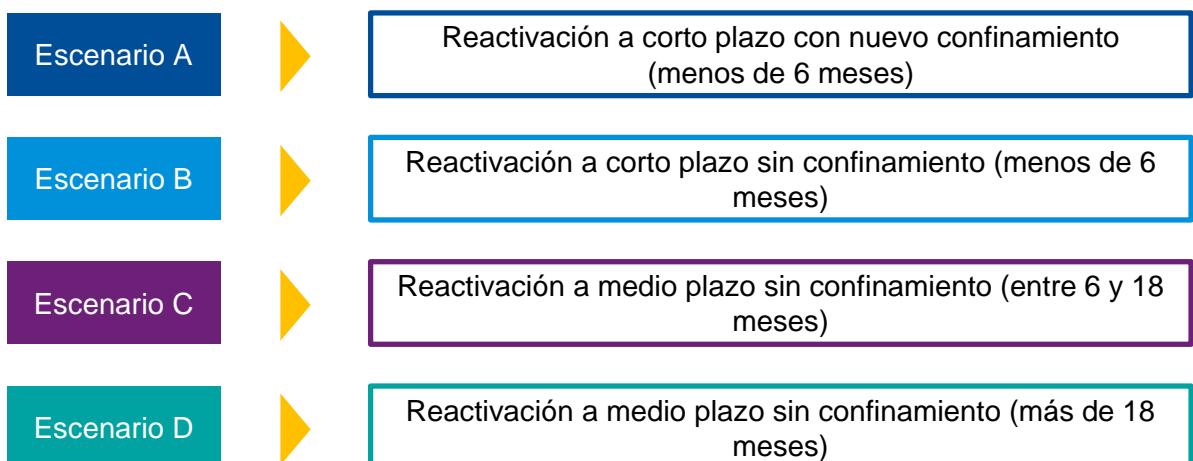 Escenario A
Reactivación a corto plazo con nuevo confinamiento
(menos de 6 meses)
Escenario B
Reactivación a corto plazo sin confinamiento (menos de 6
meses)
Escenario C
Reactivación a medio plazo sin confinamiento (entre 6 y 18
meses)
Escenario D
Reactivación a medio plazo sin confinamiento (más de 18
meses)